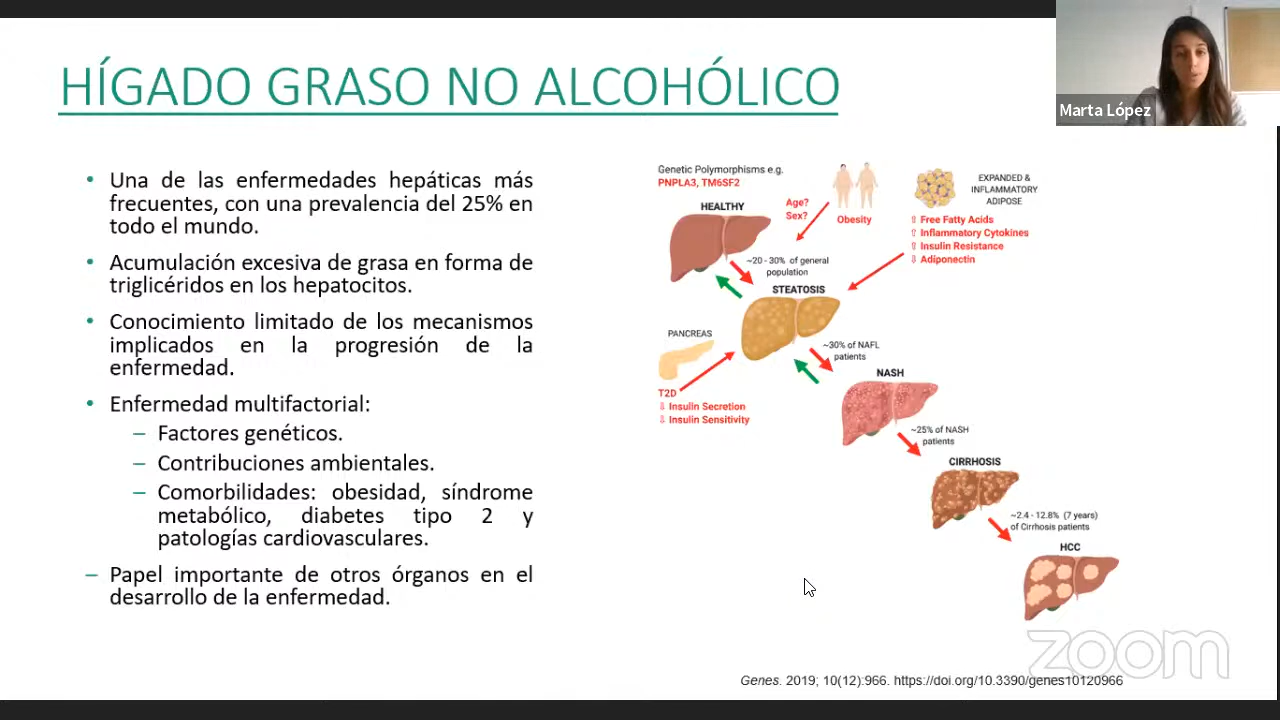 HÍGADO GRASO NO ALCOHÓLICO
Marta López
• Una de las enfermedades hepáticas más
frecuentes, con una prevalencia del 25% en
todo el mundo.
• Acumulación excesiva de grasa en forma de
triglicéridos en los hepatocitos.
• Conocimiento limitado de los mecanismos
implicados en la progresión de la
enfermedad.
• Enfermedad multifactorial:
– Factores genéticos.
– Contribuciones ambientales.
– Comorbilidades: obesidad, síndrome
metabólico, diabetes tipo 2 y
patologías cardiovasculares.
– Papel importante de otros órganos en el
desarrollo de la enfermedad.
Genetic Polymorphisms e.g.
PNPLA3, TM6SF2
HEALTHY
Age?
Sex?
Obesity
EXPANDED &
INFLAMMATORY
ADIPOSE
⇧ Free Fatty Acids
⇧ Inflammatory Cytokines
⇧ Insulin Resistance
⇩ Adiponectin
~20 - 30% of general
population
STEATOSIS
PANCREAS
T2D
⇩ Insulin Secretion
⇩ Insulin Sensitivity
~30% of NAFL
patients
NASH
~25% of NASH
patients
CIRRHOSIS
~2.4 - 12.8% (7 years)
of Cirrhosis patients
HCC
zoom
Genes. 2019; 10(12):966. https://doi.org/10.3390/genes10120966